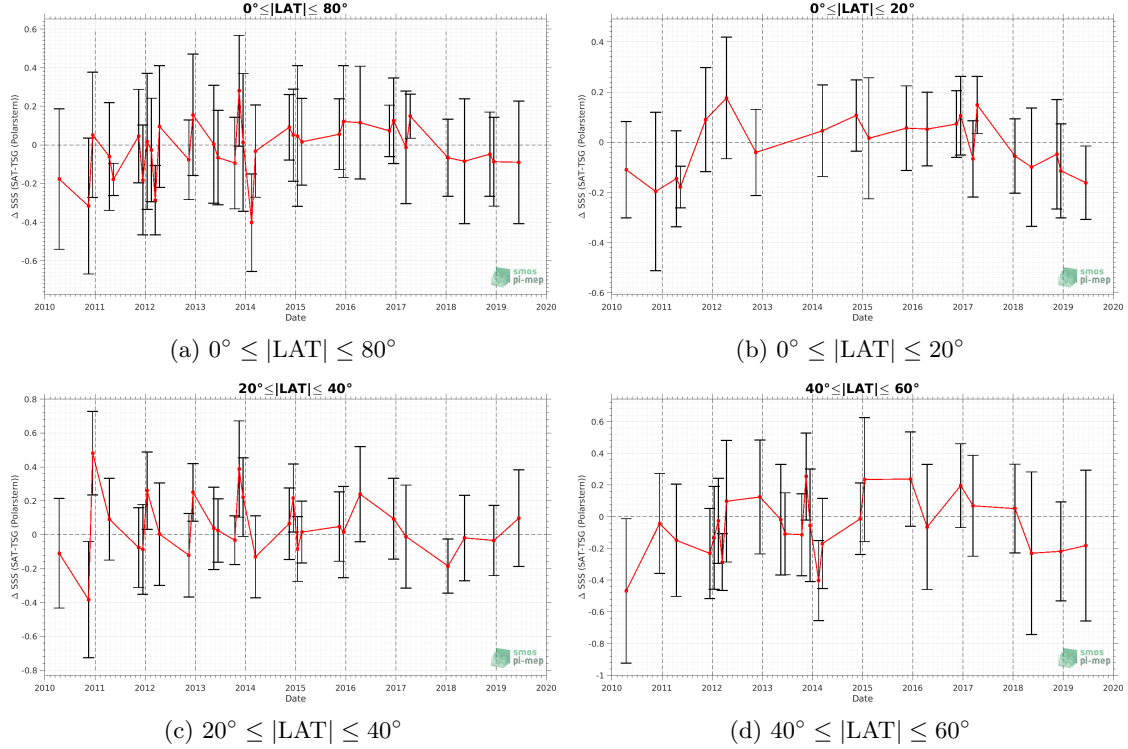 0°≤|LAT|≤ 80°
Δ SSS (SAT-TSG (Polarstern))
0.6
0.4
0.2
0
-0.2
-0.4
-0.6
2010 2011 2012 2013 2014 2015 2016 2017 2018 2019 2020
Date
smos
pi-mep
(a) 0° ≤ |LAT| ≤ 80°
0°≤|LAT|≤ 20°
Δ SSS (SAT-TSG (Polarstern))
0.4
0.2
0
-0.2
-0.4
-0.6
2010 2011 2012 2013 2014 2015 2016 2017 2018 2019 2020
Date
smos
pi-mep
(b) 0° ≤ |LAT| ≤ 20°
20°≤|LAT|≤ 40°
Δ SSS (SAT-TSG (Polarstern))
0.8
0.6
0.4
0.2
0
-0.2
-0.4
-0.6
-0.8
2010 2011 2012 2013 2014 2015 2016 2017 2018 2019 2020
Date
smos
pi-mep
(c) 20° ≤ |LAT| ≤ 40°
40°≤|LAT|≤ 60°
Δ SSS (SAT-TSG (Polarstern))
0.6
0.4
0.2
0
-0.2
-0.4
-0.6
-0.8
-1
2010 2011 2012 2013 2014 2015 2016 2017 2018 2019 2020
Date
smos
pi-mep
(d) 40° ≤ |LAT| ≤ 60°